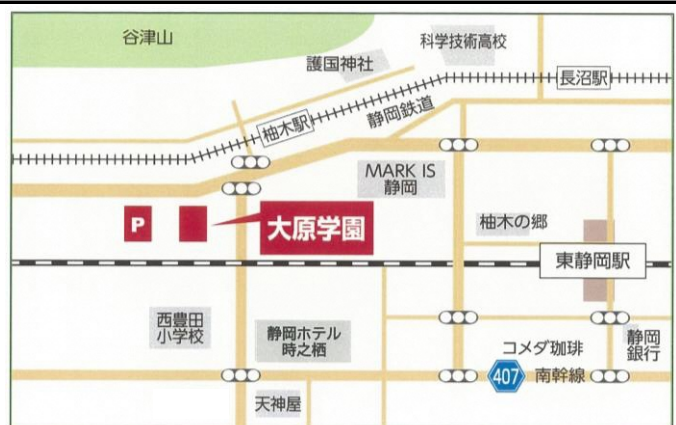 谷津山
科学技術高校
護国神社
長沼駅
柚木駅
静岡鉄道
MARK IS
静岡
P
大原学園
柚木の郷
東静岡駅
西豊田
小学校
静岡ホテル
時之栖
コメダ珈琲
静岡
銀行
407
南幹線
天神屋